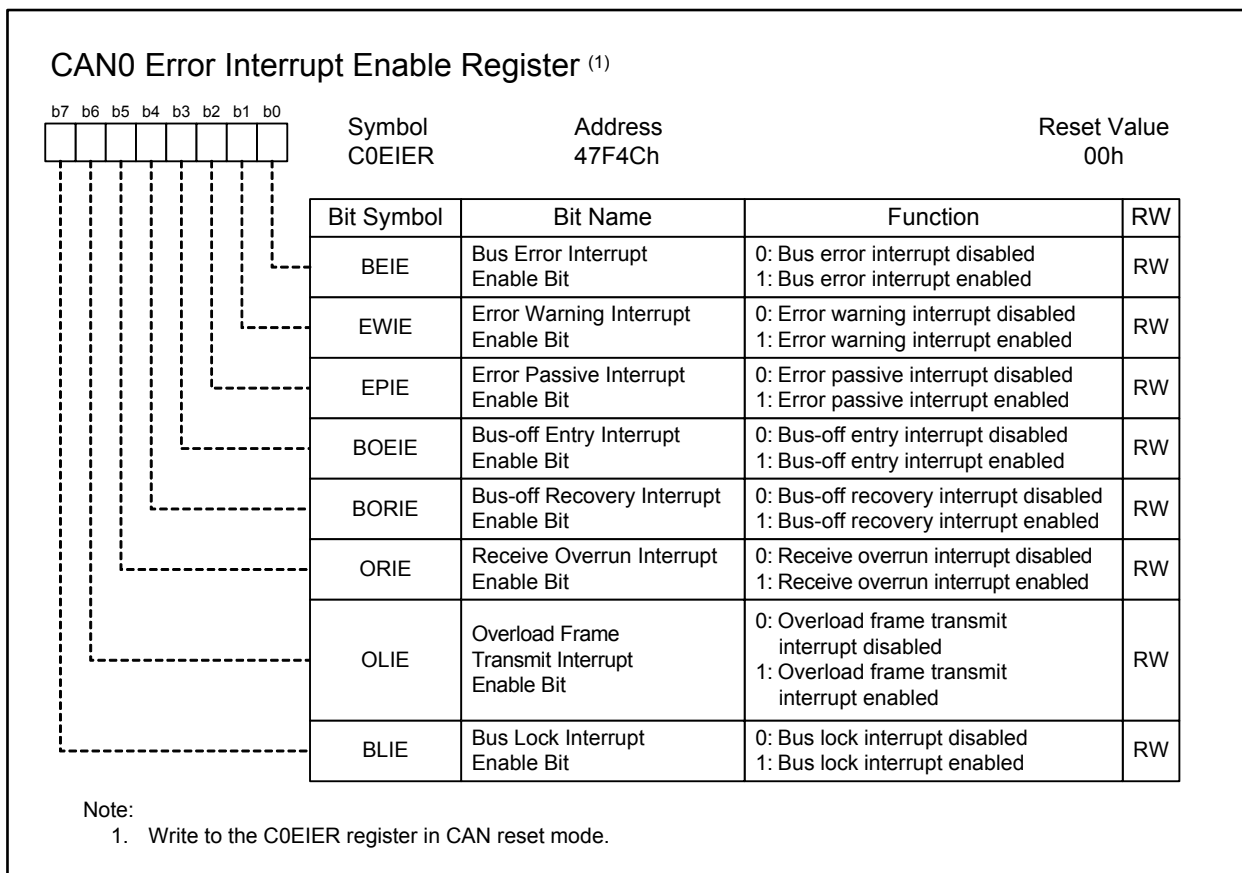 CAN0 Error Interrupt Enable Register (1)
b7 b6 b5 b4 b3 b2 b1 b0
Symbol Address Reset Value
C0EIER 47F4Ch 00h
Bit Symbol Bit Name Function RW
BEIE Bus Error Interrupt Enable Bit 0: Bus error interrupt disabled 1: Bus error interrupt enabled RW
EWIE Error Warning Interrupt Enable Bit 0: Error warning interrupt disabled 1: Error warning interrupt enabled RW
EPIE Error Passive Interrupt Enable Bit 0: Error passive interrupt disabled 1: Error passive interrupt enabled RW
BOEIE Bus-off Entry Interrupt Enable Bit 0: Bus-off entry interrupt disabled 1: Bus-off entry interrupt enabled RW
BORIE Bus-off Recovery Interrupt Enable Bit 0: Bus-off recovery interrupt disabled 1: Bus-off recovery interrupt enabled RW
ORIE Receive Overrun Interrupt Enable Bit 0: Receive overrun interrupt disabled 1: Receive overrun interrupt enabled RW
OLIE Overload Frame Transmit Interrupt Enable Bit 0: Overload frame transmit interrupt disabled 1: Overload frame transmit interrupt enabled RW
BLIE Bus Lock Interrupt Enable Bit 0: Bus lock interrupt disabled 1: Bus lock interrupt enabled RW
Note:
1. Write to the C0EIER register in CAN reset mode.